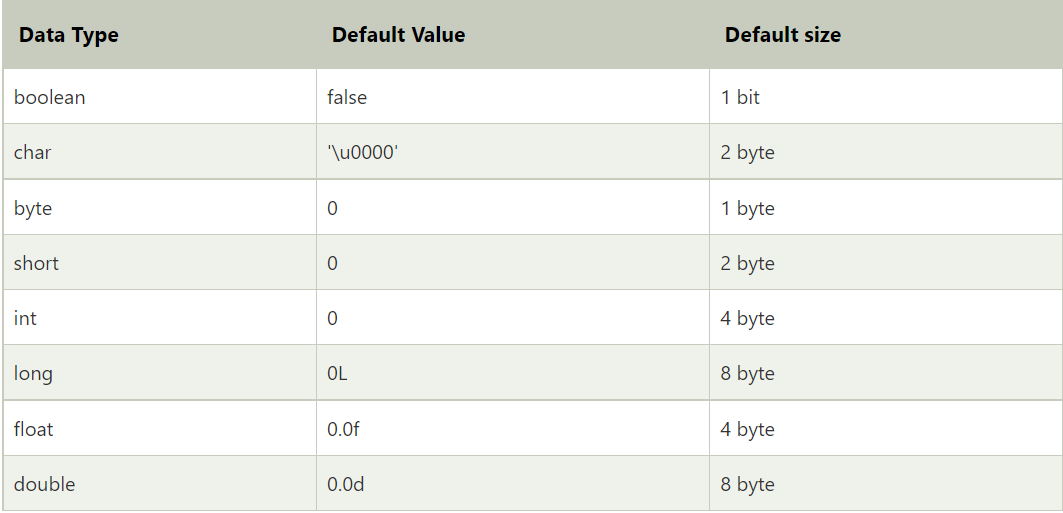 Data Type Default Value Default size
boolean false 1 bit
char '\u0000' 2 byte
byte 0 1 byte
short 0 2 byte
int 0 4 byte
long 0L 8 byte
float 0.0f 4 byte
double 0.0d 8 byte